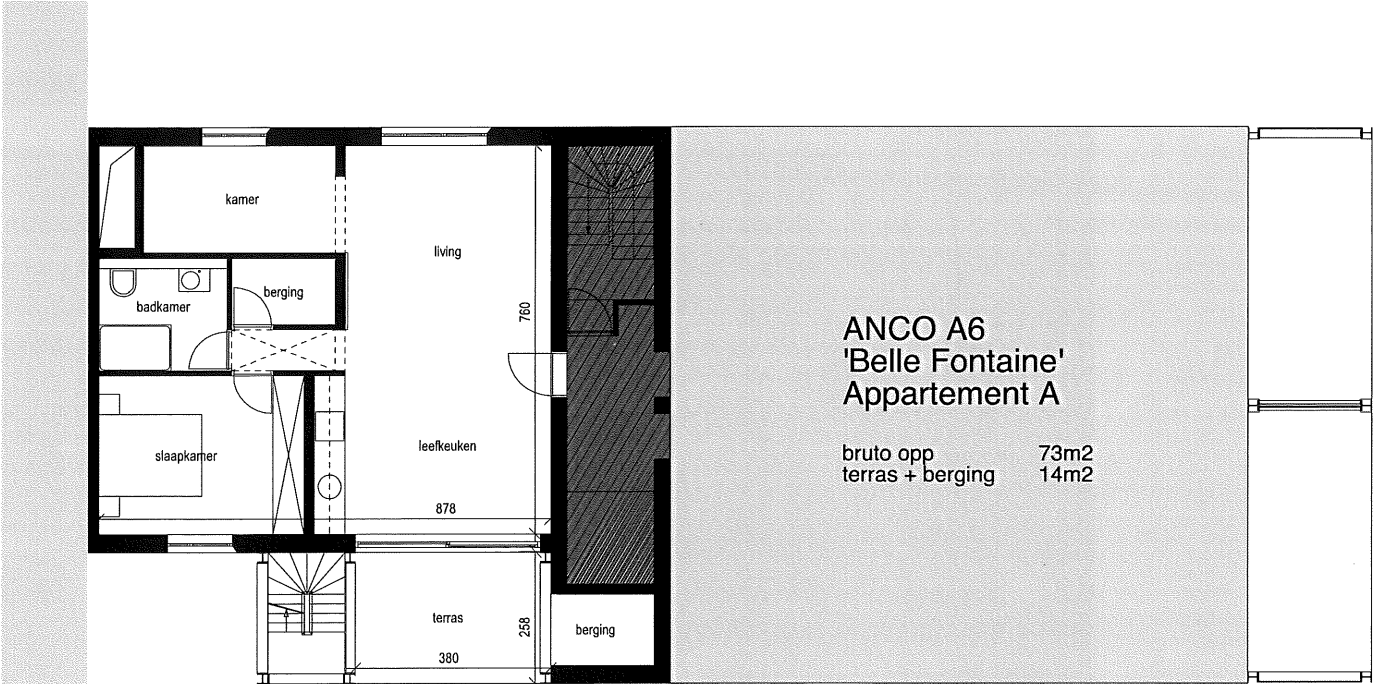 kamer
living
badkamer
berging
760
ANCO A6
'Belle Fontaine'
Appartement A
slaapkamer
leefkeuken
bruto opp 73m2
terras + berging 14m2
878
terras
258
berging
380